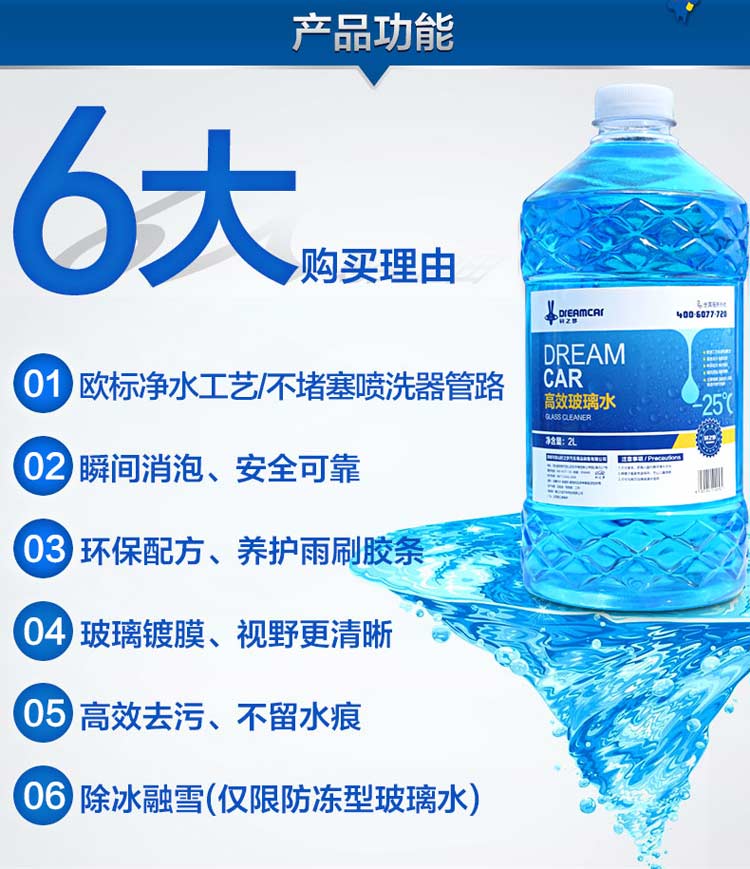 产品功能
6大购买理由
01 欧标净水工艺/不堵塞喷洗器管路
02 瞬间消泡、安全可靠
03 环保配方、养护雨刷胶条
04 玻璃镀膜、视野更清晰
05 高效去污、不留水痕
06 除冰融雪(仅限防冻型玻璃水)
DREAMCAR
400-6077-720
DREAM
CAR
高效玻璃水
GLASS CLEANER
-25℃
净含量: 2L
注意事项 / Precautions